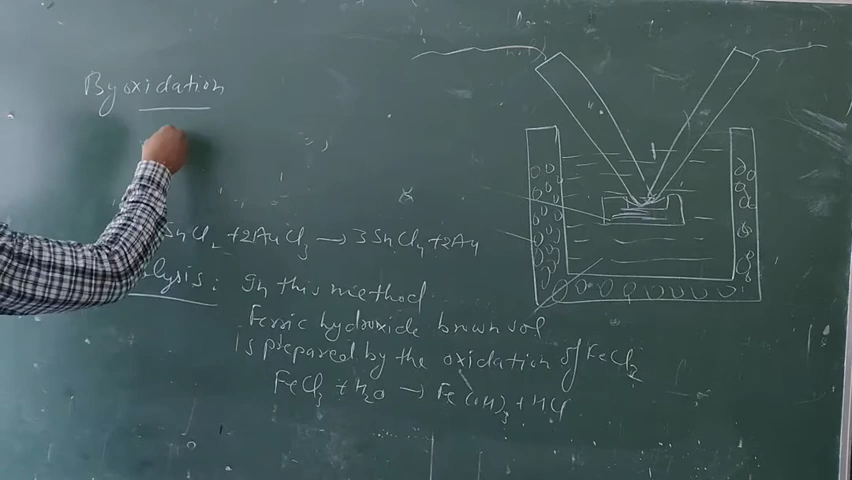 By oxidation
SnCl2 + 2AuCl3 → 3SnCl4 + 2Au
lysis: In this method
Ferric hydroxide brown sol
is prepared by the oxidation of FeCl3
FeCl3 + H2O → Fe(OH)3 + HCl